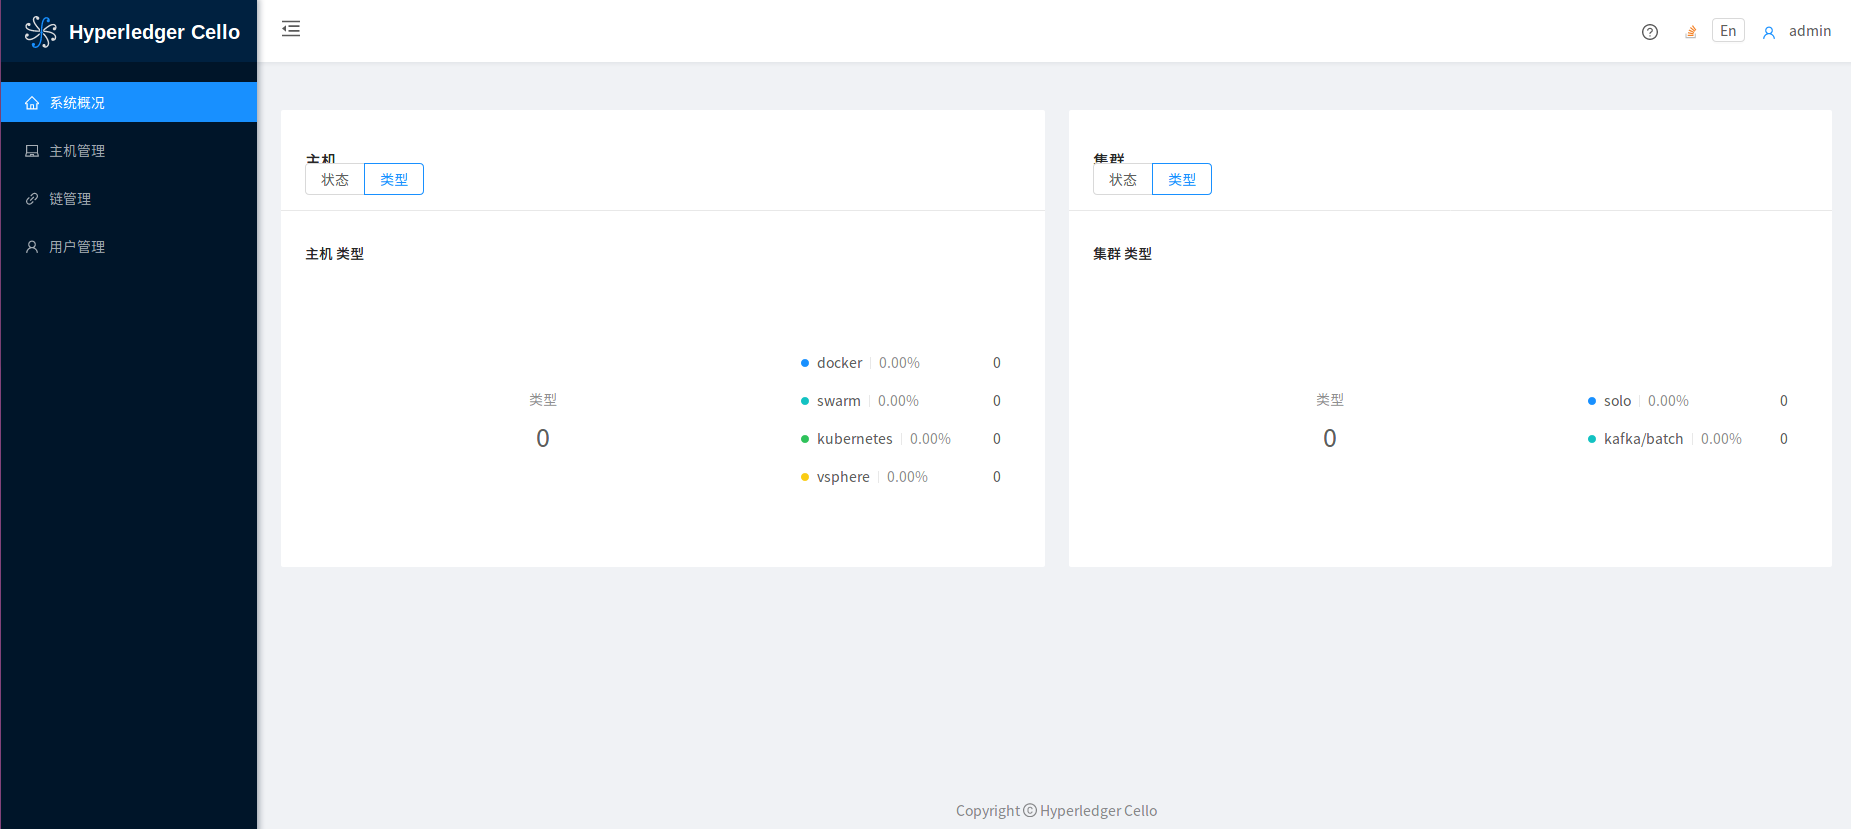 Hyperledger Cello
En
admin
系统概况
主机管理
链管理
用户管理
主机
状态
类型
主机 类型
类型
0
docker 0.00% 0
swarm 0.00% 0
kubernetes 0.00% 0
vsphere 0.00% 0
集群
状态
类型
集群 类型
类型
0
solo 0.00% 0
kafka/batch 0.00% 0
Copyright © Hyperledger Cello